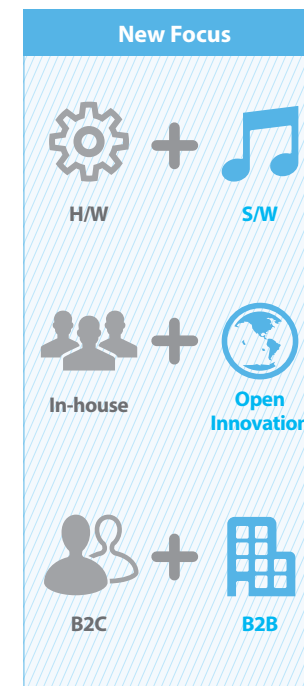 New Focus
H/W
S/W
In-house
Open
Innovation
B2C
B2B